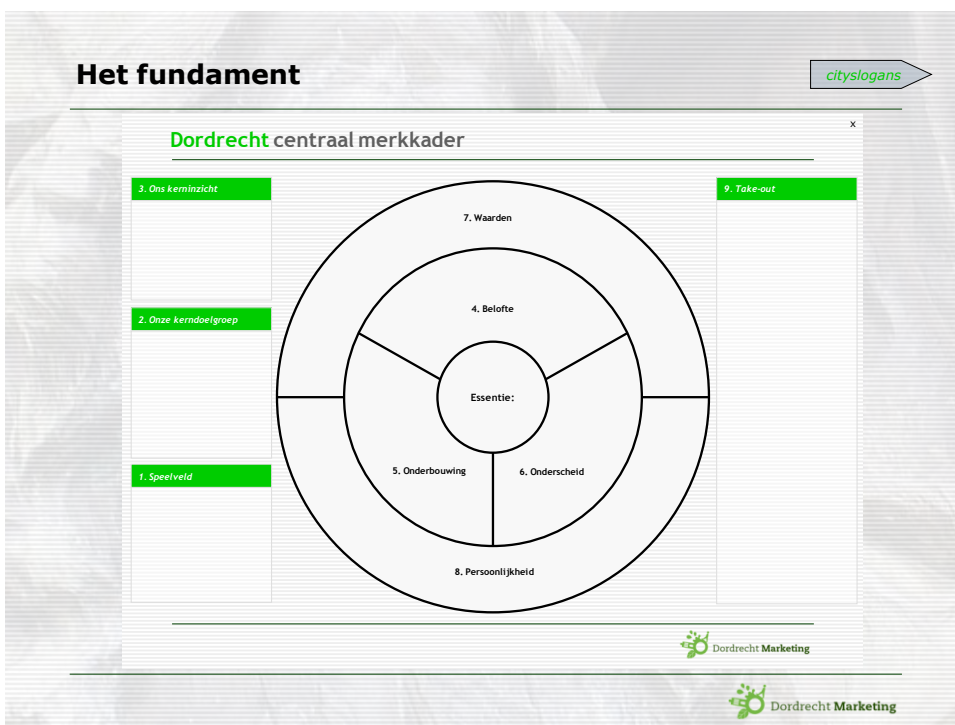 Het fundament
cityslogans
x
Dordrecht centraal merkkader
3. Ons kerninzicht
9. Take-out
7. Waarden
2. Onze kerndoelgroep
4. Belofte
Essentie:
1. Speelveld
5. Onderbouwing
6. Onderscheid
8. Persoonlijkheid
Dordrecht Marketing
Dordrecht Marketing